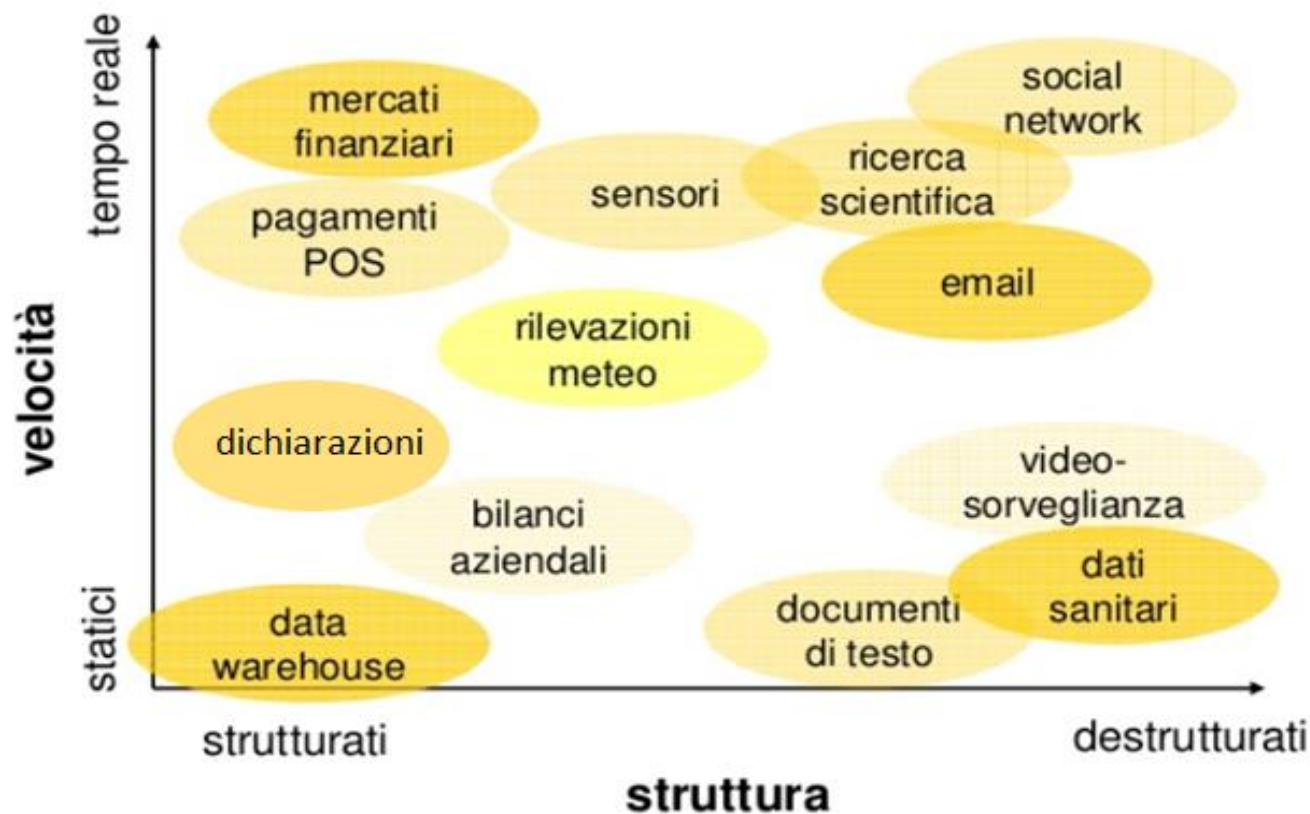 tempo reale
mercati
finanziari
social
network
ricerca
scientifica
sensori
pagamenti
POS
email
velocità
rilevazioni
meteo
dichiarazioni
video-
sorveglianza
bilanci
aziendali
statici
dati
sanitari
documenti
di testo
data
warehouse
strutturati
destrutturati
struttura